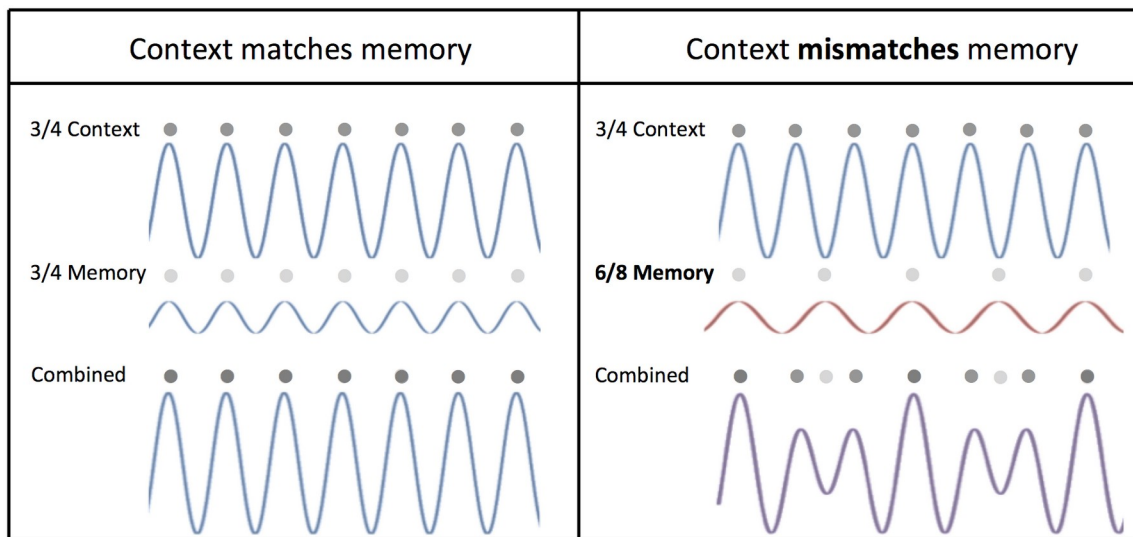 Context matches memory
Context mismatches memory
3/4 Context
3/4 Memory
Combined
3/4 Context
6/8 Memory
Combined